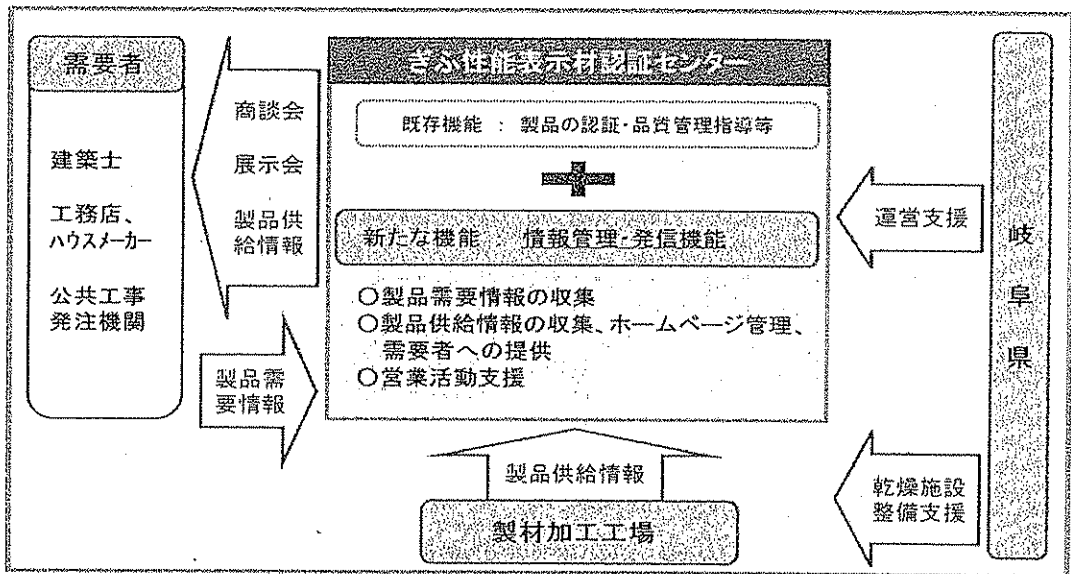 需要者
建築士
工務店、
ハウスメーカー
公共工事
発注機関
商談会
展示会
製品供
給情報
製品需
要情報
ぎふ性能表示材認証センター
既存機能 : 製品の認証・品質管理指導等
新たな機能 : 情報管理・発信機能
○製品需要情報の収集
○製品供給情報の収集、ホームページ管理、
需要者への提供
○営業活動支援
製品供給情報
製材加工工場
運営支援
乾燥施設
整備支援
岐
阜
県